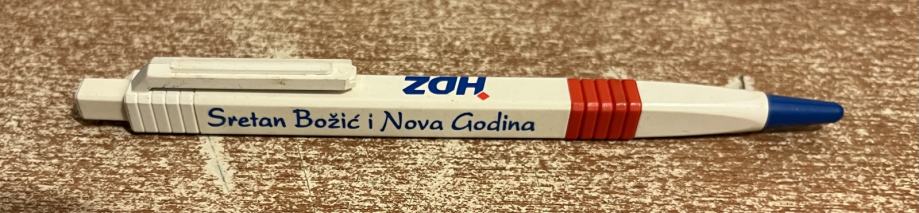 HDZ
Sretan Božić i Nova Godina